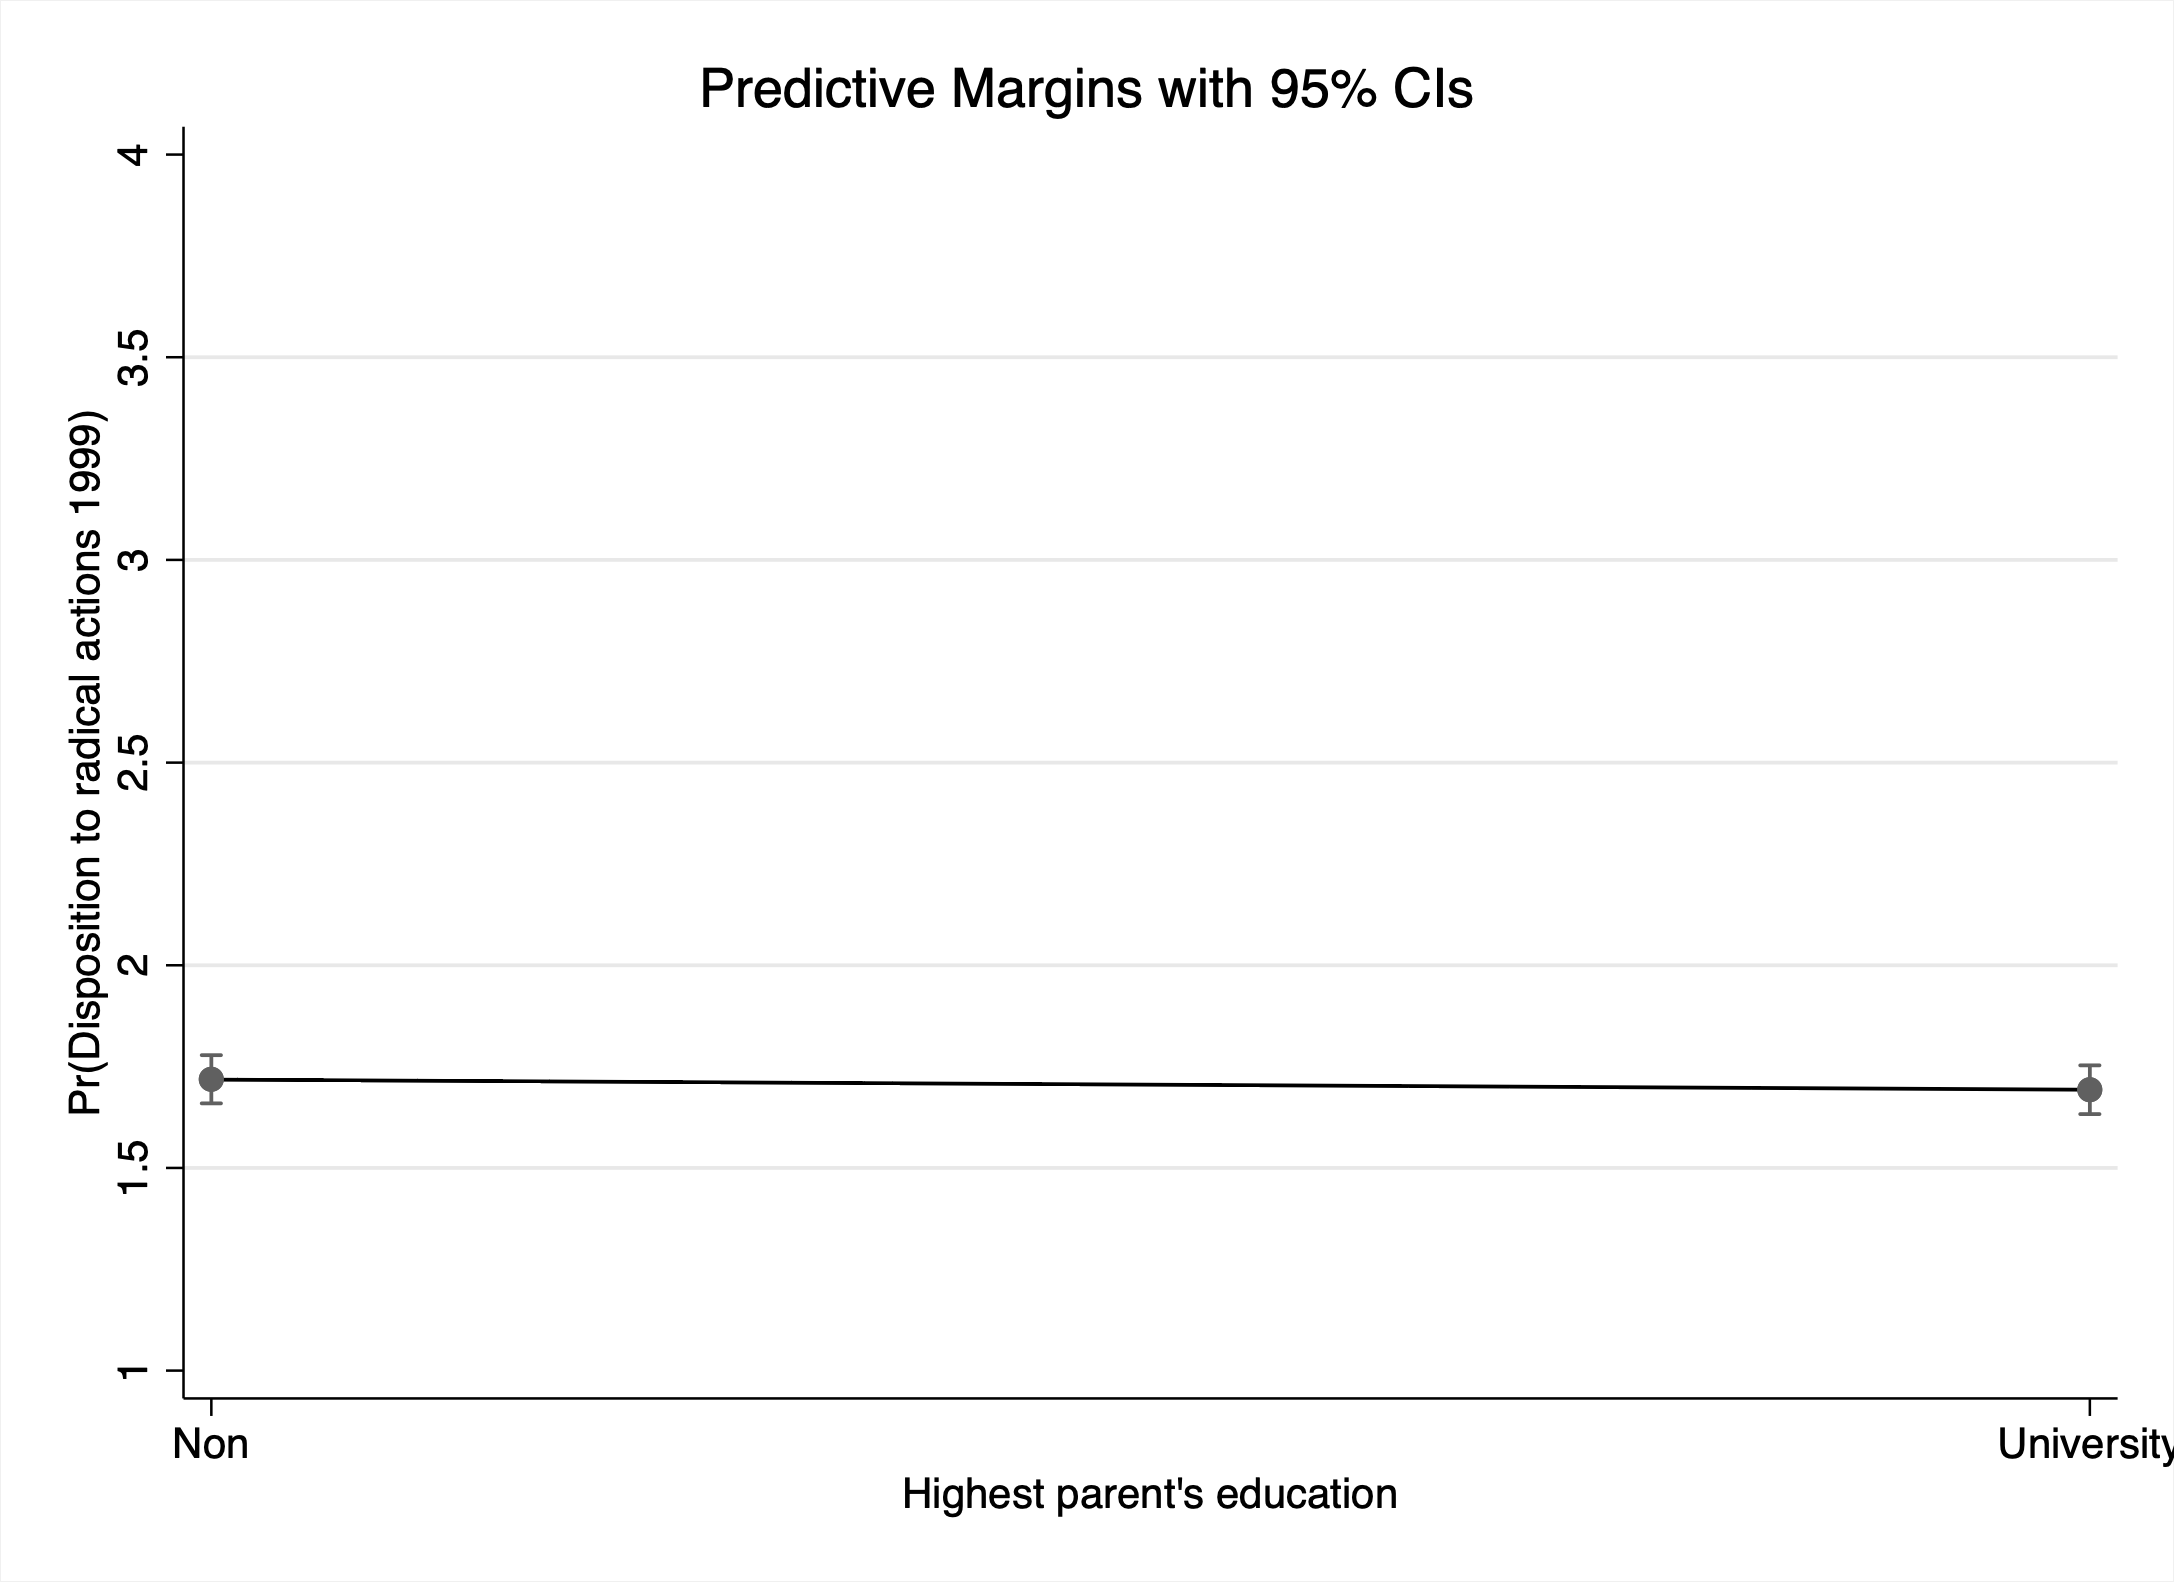 Predictive Margins with 95% CIs
Pr(Disposition to radical actions 1999)
4
3.5
3
2.5
2
1.5
1
Non
University
Highest parent's education